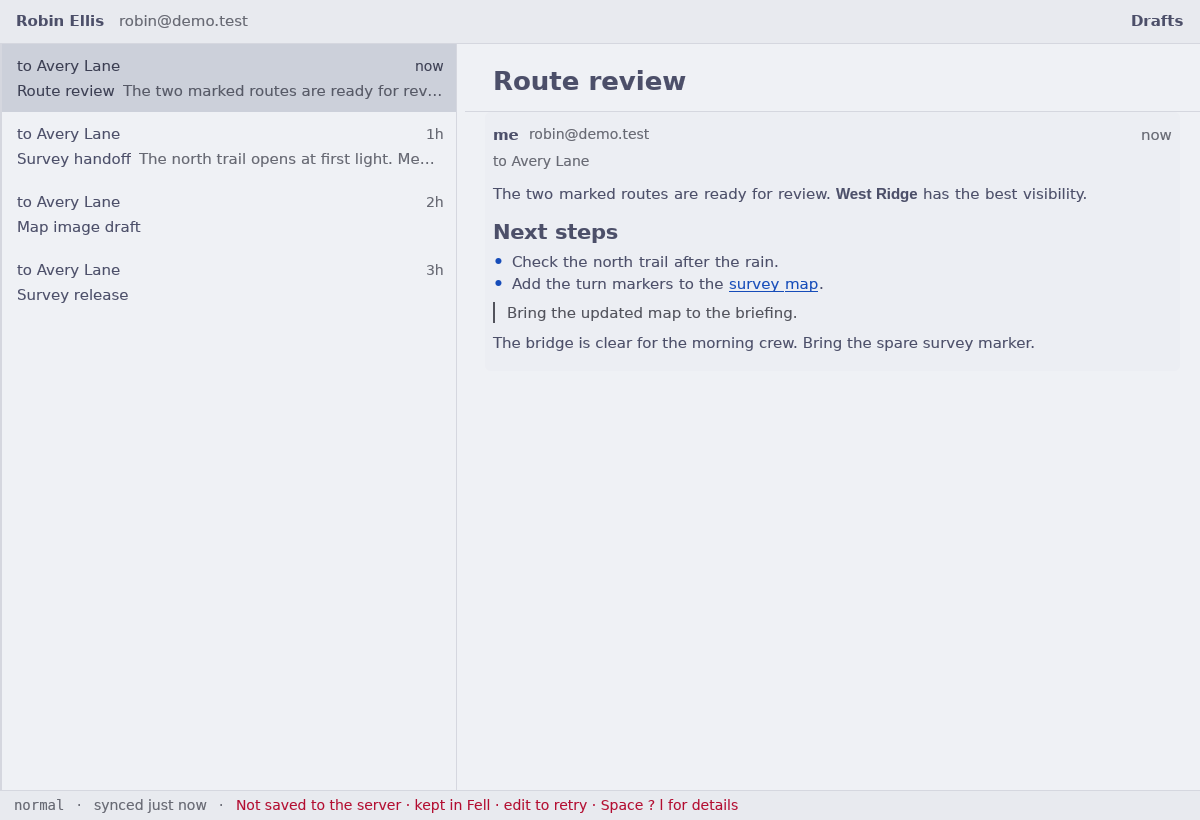 Robin Ellis robin@demo.test Drafts
to Avery Lane now
Route review The two marked routes are ready for rev…
to Avery Lane 1h
Survey handoff The north trail opens at first light. Me…
to Avery Lane 2h
Map image draft
to Avery Lane 3h
Survey release
Route review
me robin@demo.test now
to Avery Lane
The two marked routes are ready for review. West Ridge has the best visibility.
Next steps
• Check the north trail after the rain.
• Add the turn markers to the survey map.
Bring the updated map to the briefing.
The bridge is clear for the morning crew. Bring the spare survey marker.
normal · synced just now · Not saved to the server · kept in Fell · edit to retry · Space ? l for details